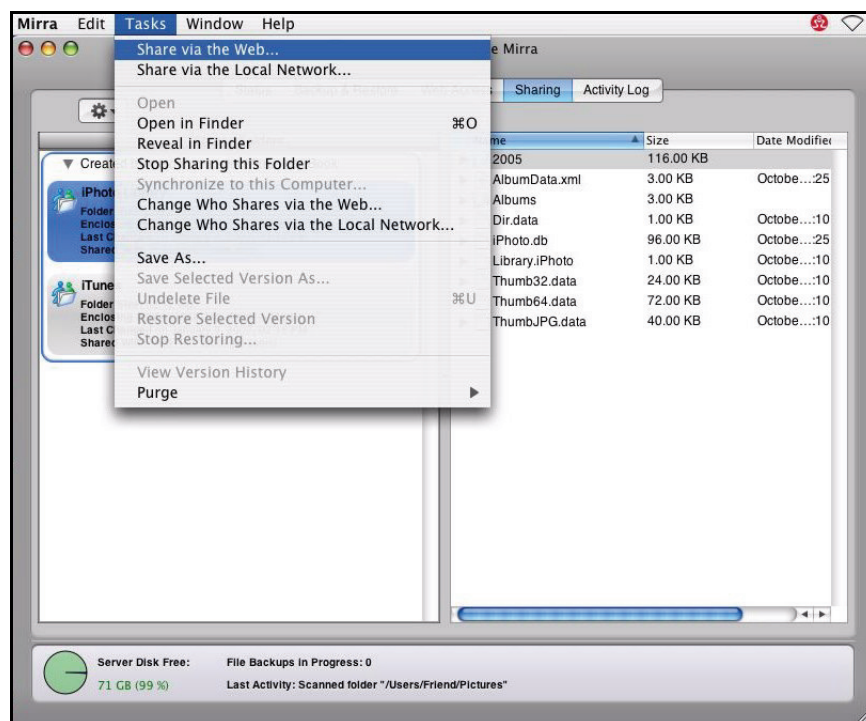 Mirra Edit Tasks Window Help
e Mirra
Share via the Web...
Share via the Local Network...
Open
Open in Finder ⌘O
Reveal in Finder
Stop Sharing this Folder
Synchronize to this Computer...
Change Who Shares via the Web...
Change Who Shares via the Local Network...
Save As...
Save Selected Version As...
Undelete File ⌘U
Restore Selected Version
Stop Restoring...
View Version History
Purge
Sharing Activity Log
Created
iPhoto
Folder
Enclos
Last C
Shared
iTune
Folder
Enclos
Last C
Shared
me Size Date Modified
2005 116.00 KB
AlbumData.xml 3.00 KB Octobe...:25
Albums 3.00 KB
Dir.data 1.00 KB Octobe...:10
iPhoto.db 96.00 KB Octobe...:25
Library.iPhoto 1.00 KB Octobe...:10
Thumb32.data 24.00 KB Octobe...:10
Thumb64.data 72.00 KB Octobe...:10
ThumbJPG.data 40.00 KB Octobe...:10
Server Disk Free: File Backups in Progress: 0
71 GB (99 %) Last Activity: Scanned folder "/Users/Friend/Pictures"